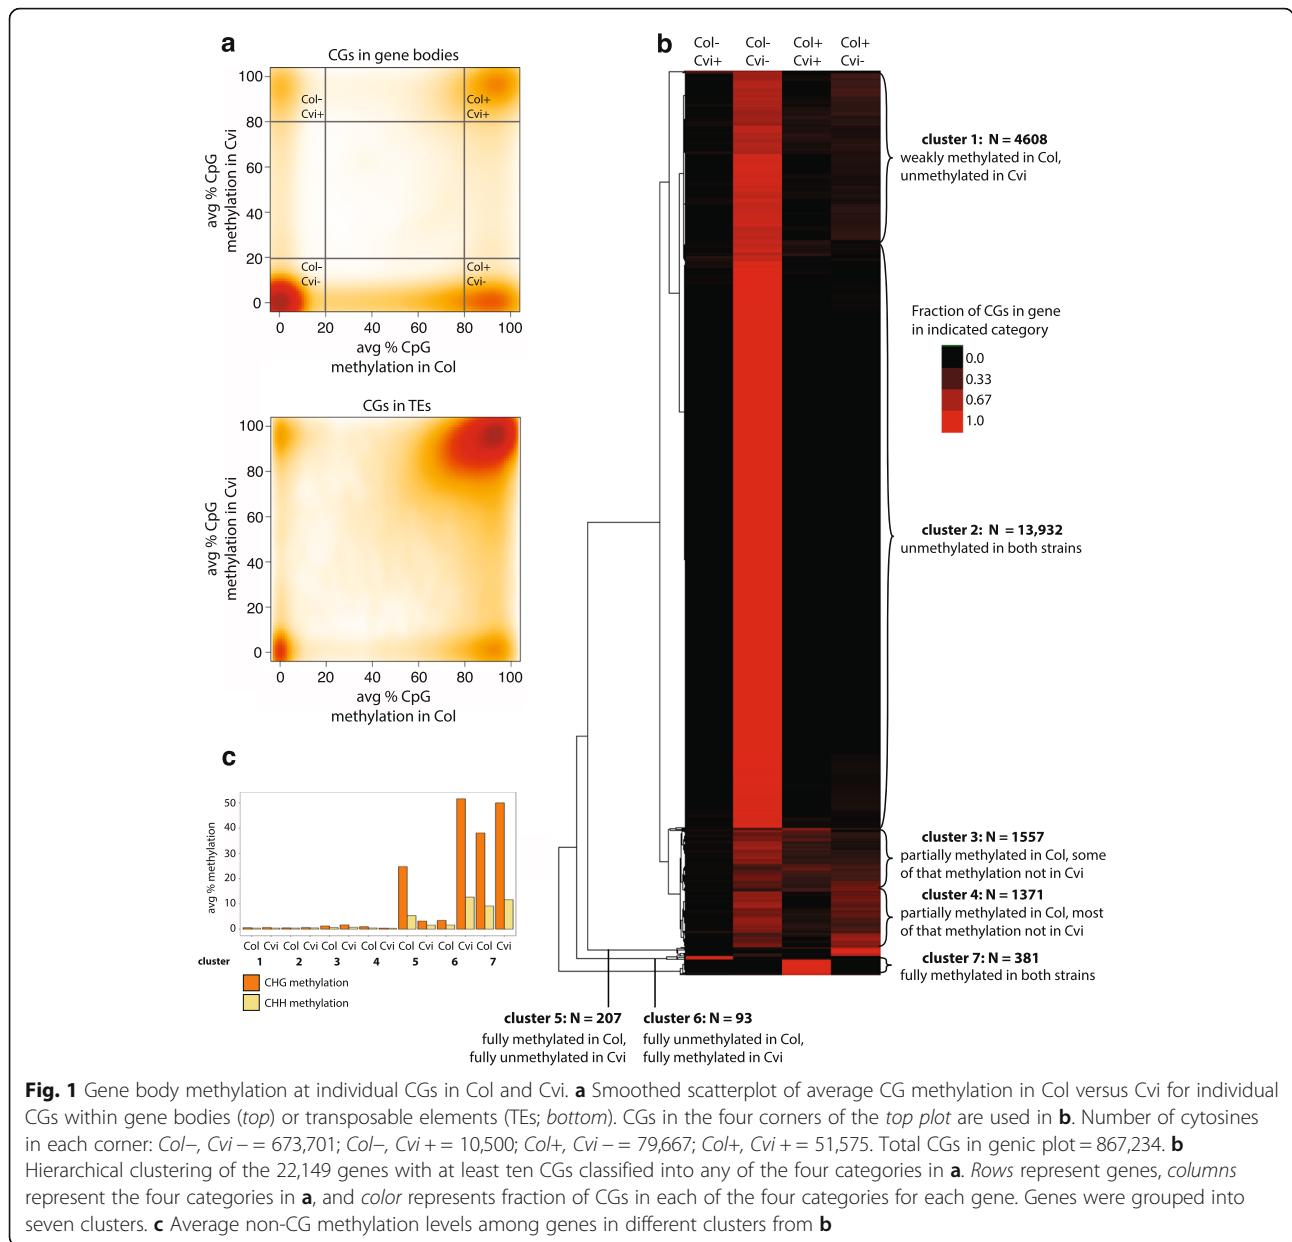 a
CGs in gene bodies
100
80
60
40
20
0
avg % CpG
methylation in Cvi
Col–
Cvi+
Col+
Cvi+
Col–
Cvi-
Col+
Cvi-
0 20 40 60 80 100
avg % CpG
methylation in Col
CGs in TEs
100
80
60
40
20
0
avg % CpG
methylation in Cvi
0 20 40 60 80 100
avg % CpG
methylation in Col
b
Col- Col- Col+ Col+
Cvi+ Cvi- Cvi+ Cvi-
cluster 1: N = 4608
weakly methylated in Col,
unmethylated in Cvi
Fraction of CGs in gene
in indicated category
0.0
0.33
0.67
1.0
cluster 2: N = 13,932
unmethylated in both strains
cluster 3: N = 1557
partially methylated in Col, some
of that methylation not in Cvi
cluster 4: N = 1371
partially methylated in Col, most
of that methylation not in Cvi
cluster 7: N = 381
fully methylated in both strains
cluster 5: N = 207
fully methylated in Col,
fully unmethylated in Cvi
cluster 6: N = 93
fully unmethylated in Col,
fully methylated in Cvi
c
50
40
30
20
10
0
avg % methylation
Col Cvi Col Cvi Col Cvi Col Cvi Col Cvi Col Cvi Col Cvi
cluster 1 2 3 4 5 6 7
CHG methylation
CHH methylation
Fig. 1 Gene body methylation at individual CGs in Col and Cvi. a Smoothed scatterplot of average CG methylation in Col versus Cvi for individual
CGs within gene bodies (top) or transposable elements (TEs; bottom). CGs in the four corners of the top plot are used in b. Number of cytosines
in each corner: Col–, Cvi – = 673,701; Col–, Cvi + = 10,500; Col+, Cvi – = 79,667; Col+, Cvi + = 51,575. Total CGs in genic plot = 867,234. b
Hierarchical clustering of the 22,149 genes with at least ten CGs classified into any of the four categories in a. Rows represent genes, columns
represent the four categories in a, and color represents fraction of CGs in each of the four categories for each gene. Genes were grouped into
seven clusters. c Average non-CG methylation levels among genes in different clusters from b